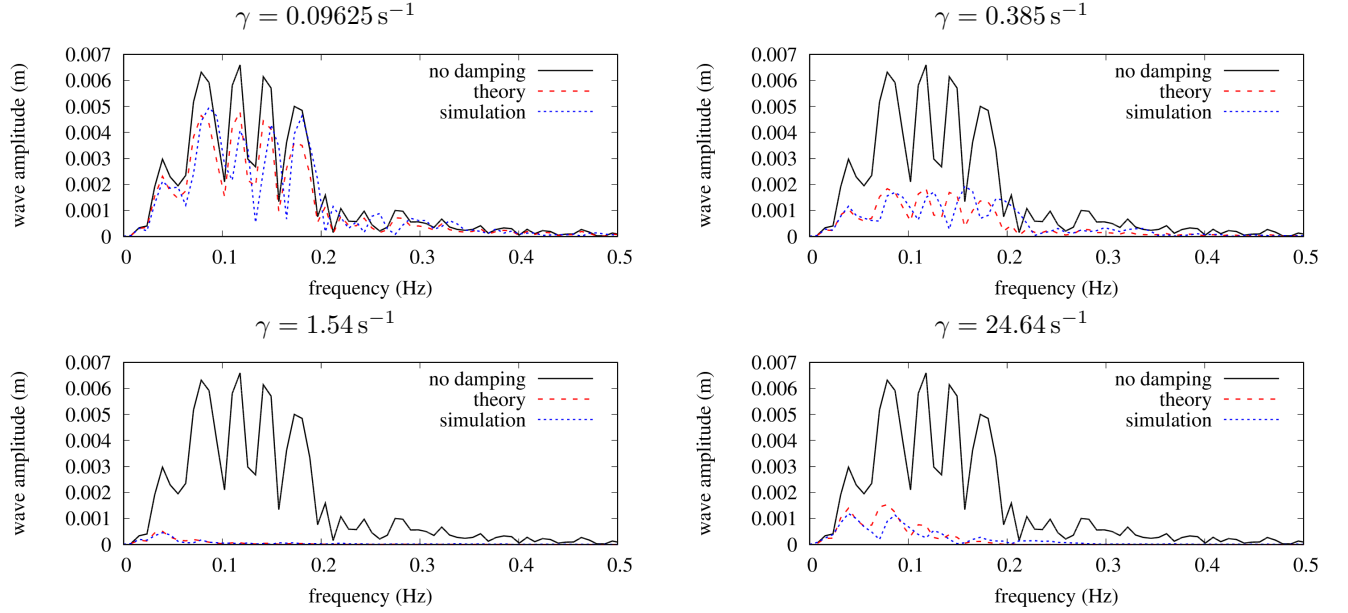 γ = 0.09625 s⁻¹
wave amplitude (m)
0.007
0.006
0.005
0.004
0.003
0.002
0.001
0
no damping
theory
simulation
0 0.1 0.2 0.3 0.4 0.5
frequency (Hz)
γ = 0.385 s⁻¹
wave amplitude (m)
0.007
0.006
0.005
0.004
0.003
0.002
0.001
0
no damping
theory
simulation
0 0.1 0.2 0.3 0.4 0.5
frequency (Hz)
γ = 1.54 s⁻¹
wave amplitude (m)
0.007
0.006
0.005
0.004
0.003
0.002
0.001
0
no damping
theory
simulation
0 0.1 0.2 0.3 0.4 0.5
frequency (Hz)
γ = 24.64 s⁻¹
wave amplitude (m)
0.007
0.006
0.005
0.004
0.003
0.002
0.001
0
no damping
theory
simulation
0 0.1 0.2 0.3 0.4 0.5
frequency (Hz)